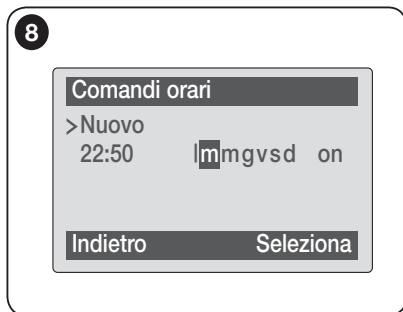 8
Comandi orari
>Nuovo
22:50 lmmgvsd on
Indietro Seleziona